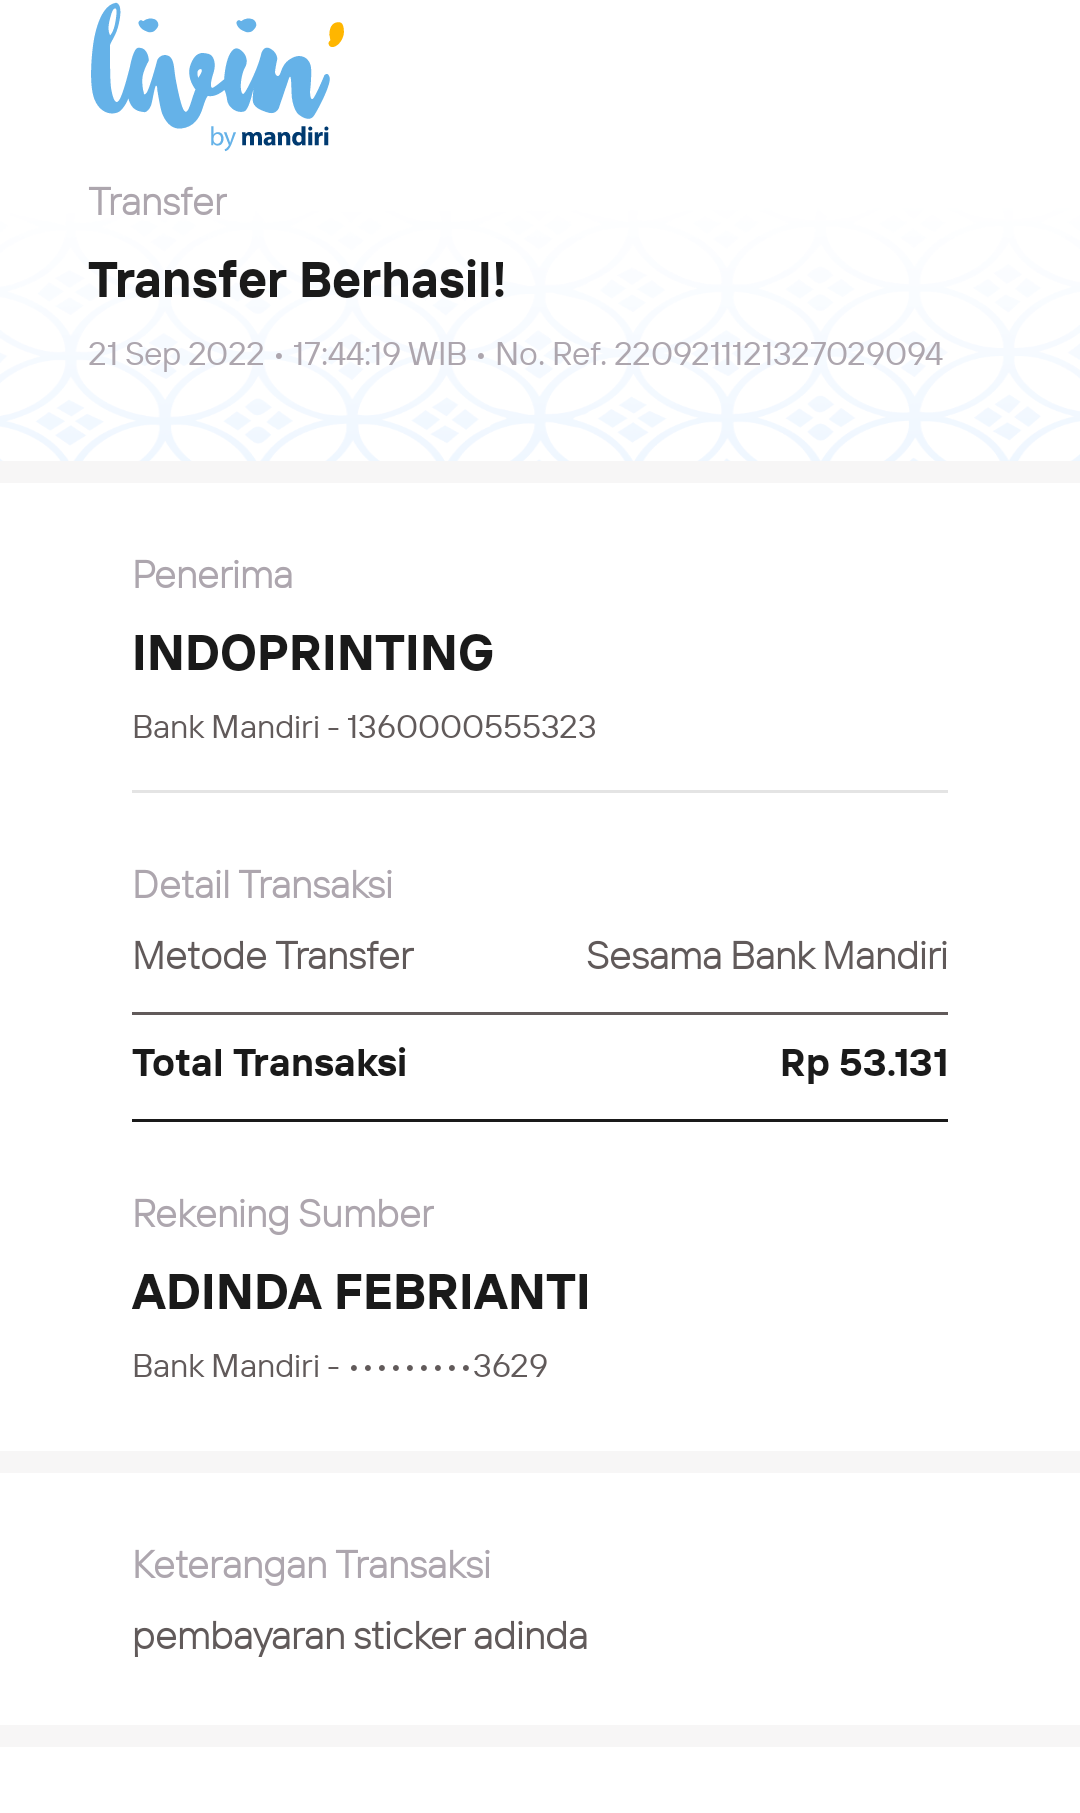 livin'
by mandiri
Transfer
Transfer Berhasil!
21 Sep 2022 • 17:44:19 WIB • No. Ref. 2209211121327029094
Penerima
INDOPRINTING
Bank Mandiri - 1360000555323
Detail Transaksi
Metode Transfer Sesama Bank Mandiri
Total Transaksi Rp 53.131
Rekening Sumber
ADINDA FEBRIANTI
Bank Mandiri - •••••••••3629
Keterangan Transaksi
pembayaran sticker adinda